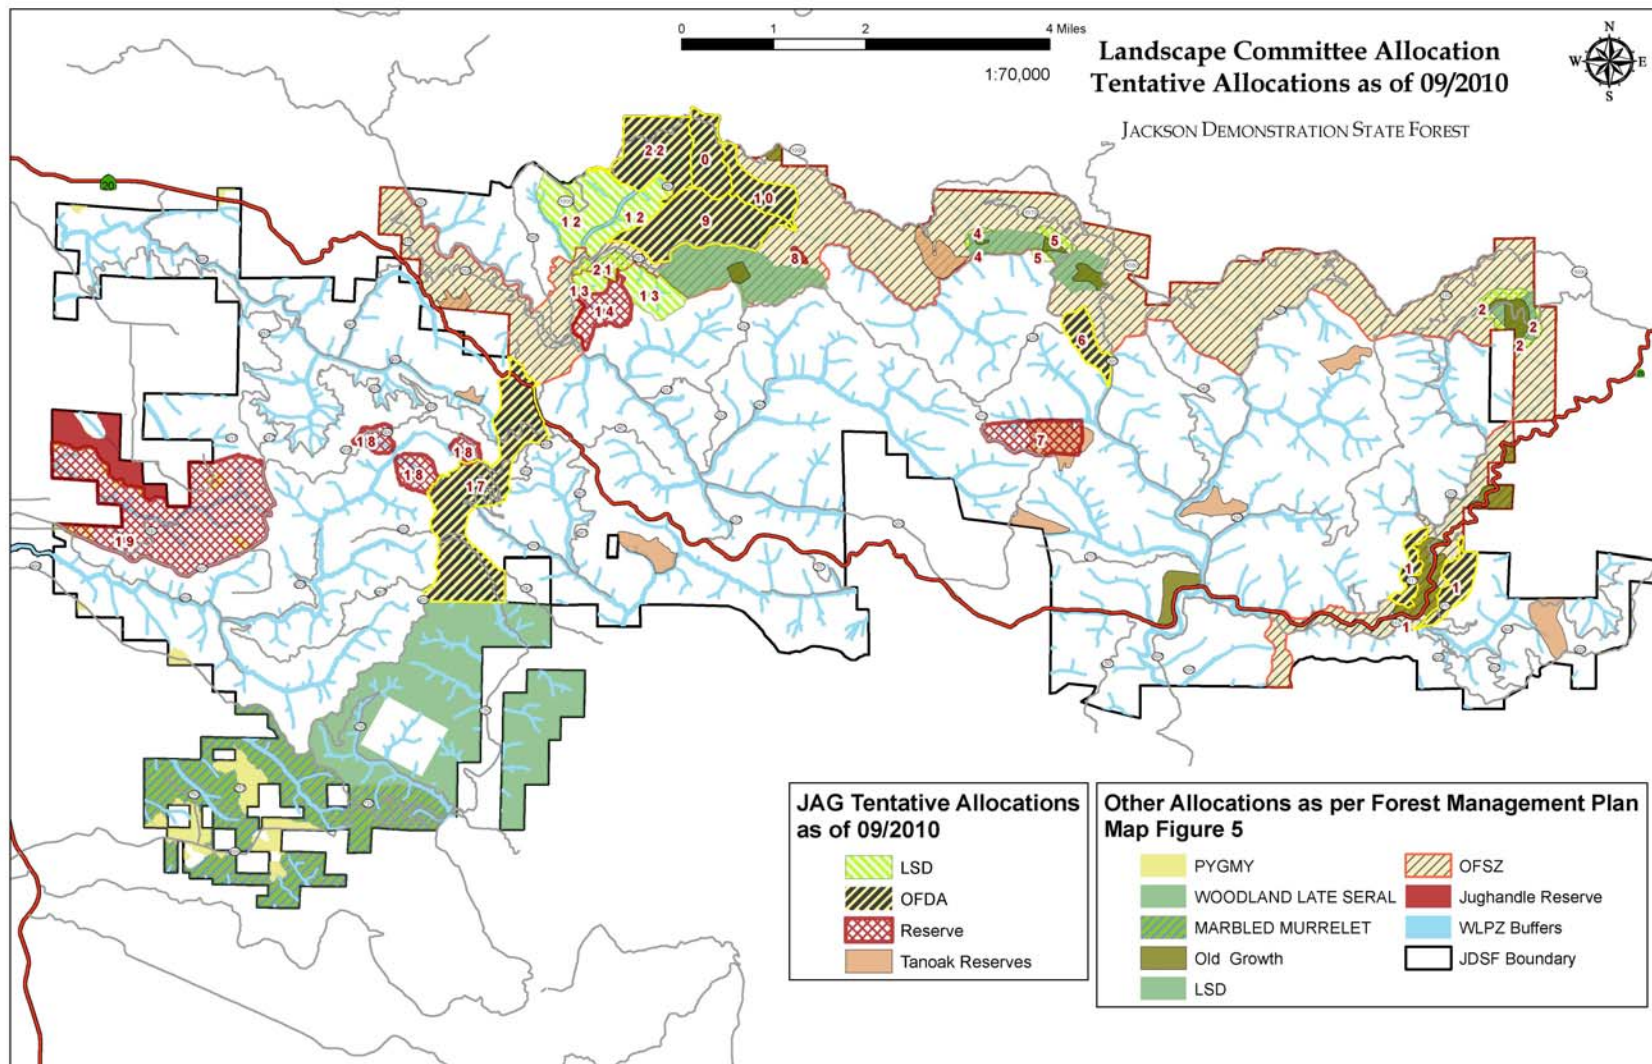 0 1 2 4 Miles
1:70,000
Landscape Committee Allocation
Tentative Allocations as of 09/2010
JACKSON DEMONSTRATION STATE FOREST
N
W E
S
20
22
0
10
12
12
9
4
5
4
5
8
21
13
13
14
2
2
2
6
18
18
18
7
17
19
1
1
1
JAG Tentative Allocations
as of 09/2010
LSD
OFDA
Reserve
Tanoak Reserves
Other Allocations as per Forest Management Plan
Map Figure 5
PYGMY
WOODLAND LATE SERAL
MARBLED MURRELET
Old Growth
LSD
OFSZ
Jughandle Reserve
WLPZ Buffers
JDSF Boundary